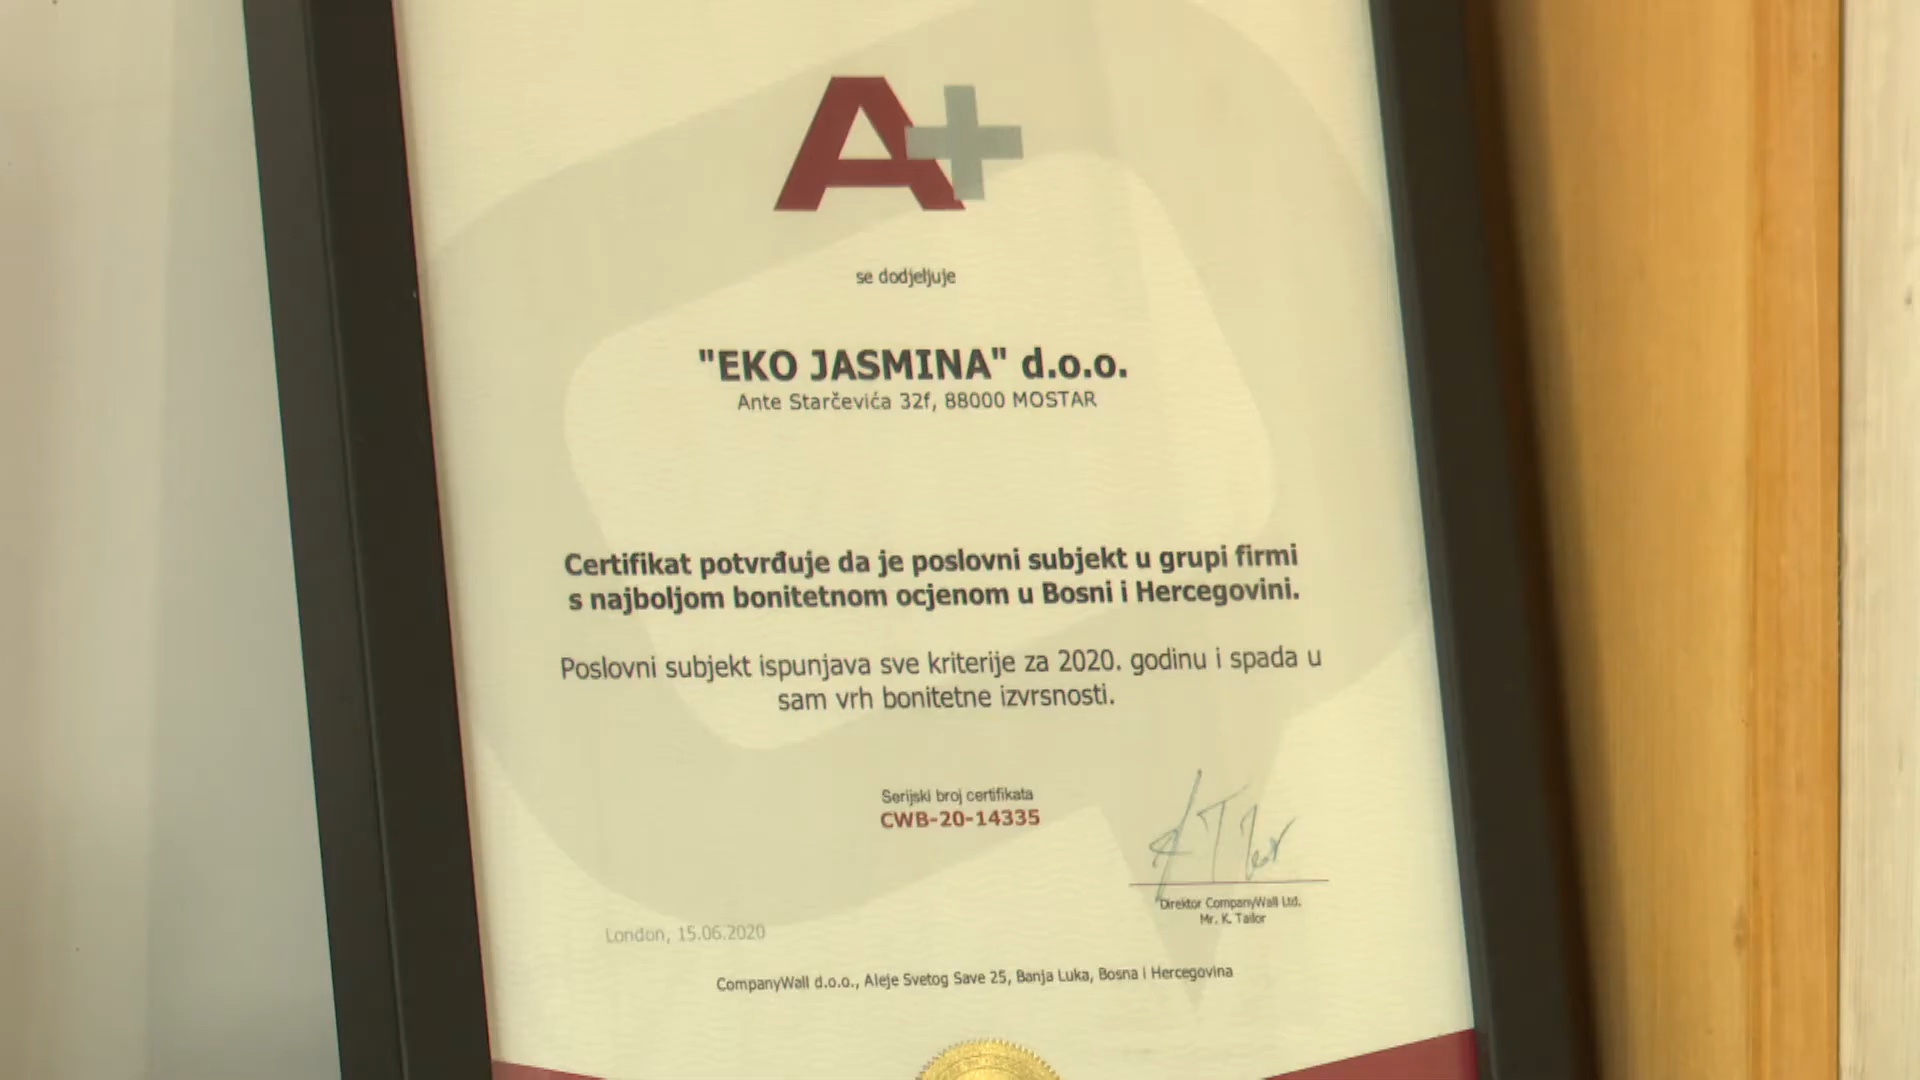 A+
se dodjeljuje
"EKO JASMINA" d.o.o.
Ante Starčevića 32f, 88000 MOSTAR
Certifikat potvrđuje da je poslovni subjekt u grupi firmi
s najboljom bonitetnom ocjenom u Bosni i Hercegovini.
Poslovni subjekt ispunjava sve kriterije za 2020. godinu i spada u
sam vrh bonitetne izvrsnosti.
Serijski broj certifikata
CWB-20-14335
Direktor CompanyWall Ltd.
Mr. K. Tailor
London, 15.06.2020
CompanyWall d.o.o., Aleje Svetog Save 25, Banja Luka, Bosna i Hercegovina